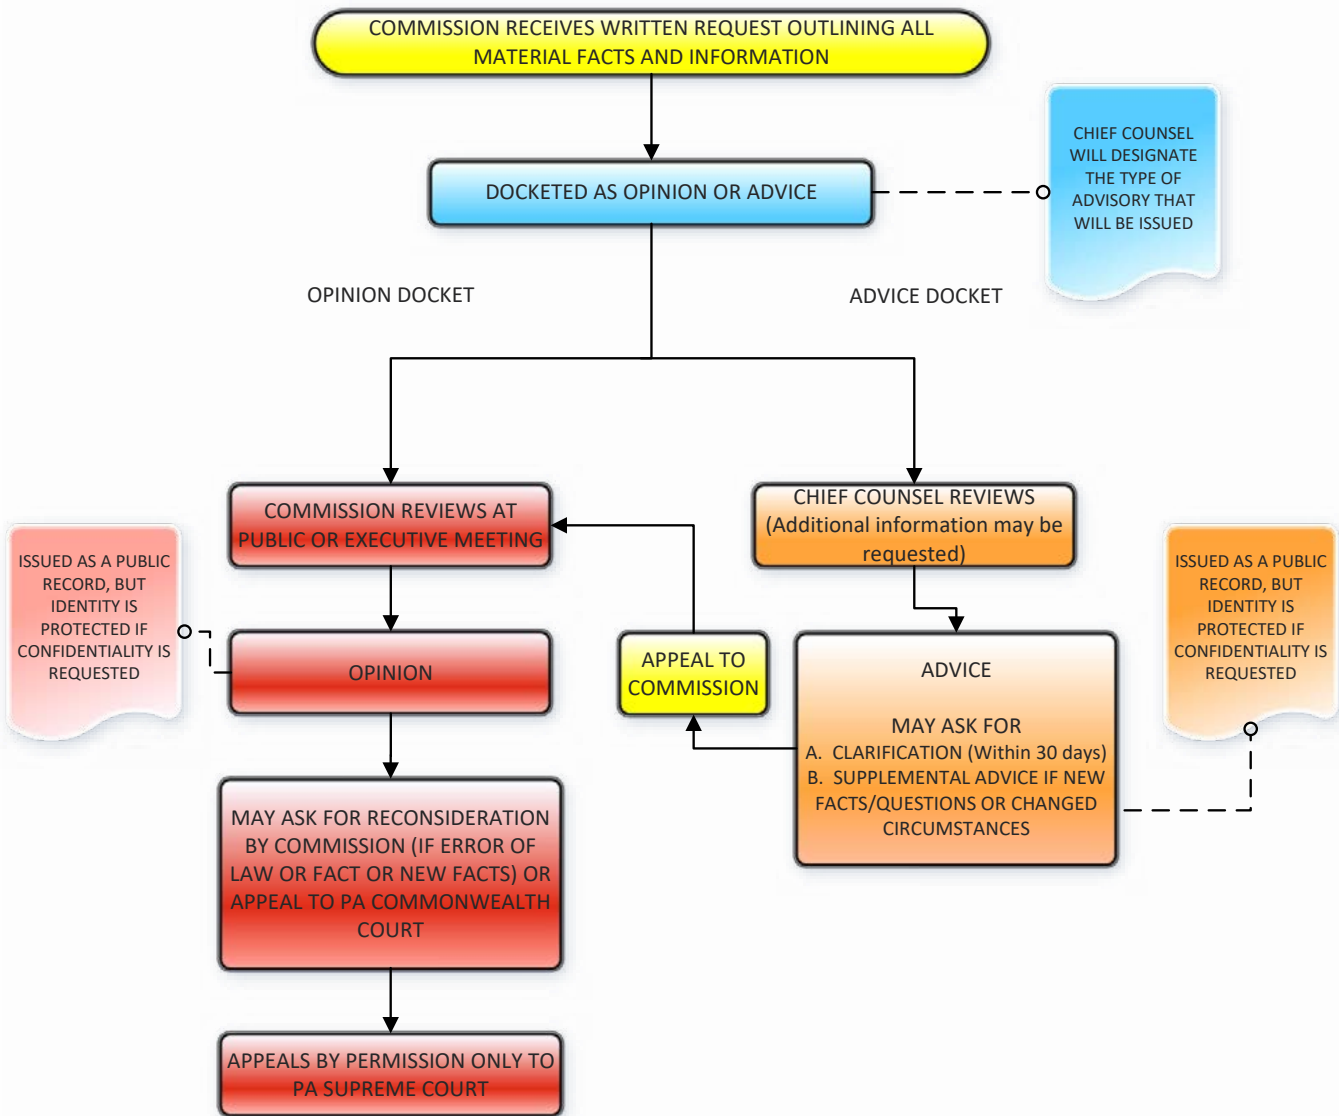 COMMISSION RECEIVES WRITTEN REQUEST OUTLINING ALL
MATERIAL FACTS AND INFORMATION
CHIEF COUNSEL
WILL DESIGNATE
THE TYPE OF
ADVISORY THAT
WILL BE ISSUED
DOCKETED AS OPINION OR ADVICE
OPINION DOCKET
ADVICE DOCKET
COMMISSION REVIEWS AT
PUBLIC OR EXECUTIVE MEETING
CHIEF COUNSEL REVIEWS
(Additional information may be
requested)
ISSUED AS A PUBLIC
RECORD, BUT
IDENTITY IS
PROTECTED IF
CONFIDENTIALITY IS
REQUESTED
OPINION
APPEAL TO
COMMISSION
ADVICE
MAY ASK FOR
A. CLARIFICATION (Within 30 days)
B. SUPPLEMENTAL ADVICE IF NEW
FACTS/QUESTIONS OR CHANGED
CIRCUMSTANCES
ISSUED AS A PUBLIC
RECORD, BUT
IDENTITY IS
PROTECTED IF
CONFIDENTIALITY IS
REQUESTED
MAY ASK FOR RECONSIDERATION
BY COMMISSION (IF ERROR OF
LAW OR FACT OR NEW FACTS) OR
APPEAL TO PA COMMONWEALTH
COURT
APPEALS BY PERMISSION ONLY TO
PA SUPREME COURT